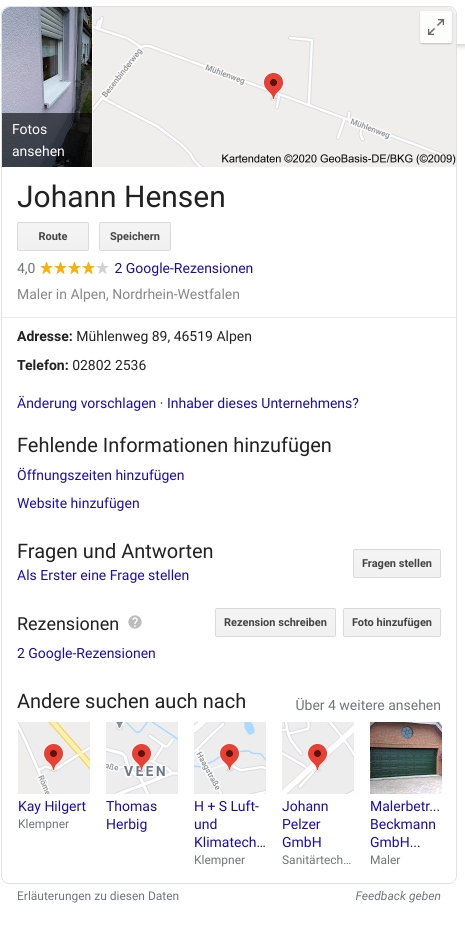 Besenbinderweg
Mühlenweg
Mühlenweg
Fotos
ansehen
Kartendaten ©2020 GeoBasis-DE/BKG (©2009)
Johann Hensen
Route
Speichern
4,0 2 Google-Rezensionen
Maler in Alpen, Nordrhein-Westfalen
Adresse: Mühlenweg 89, 46519 Alpen
Telefon: 02802 2536
Änderung vorschlagen · Inhaber dieses Unternehmens?
Fehlende Informationen hinzufügen
Öffnungszeiten hinzufügen
Website hinzufügen
Fragen und Antworten
Fragen stellen
Als Erster eine Frage stellen
Rezensionen ?
Rezension schreiben
Foto hinzufügen
2 Google-Rezensionen
Andere suchen auch nach
Über 4 weitere ansehen
Röme
aße
VEEN
Haagstraße
Kay Hilgert
Klempner
Thomas
Herbig
H + S Luft-
und
Klimatech...
Klempner
Johann
Pelzer
GmbH
Sanitärtech...
Malerbetr...
Beckmann
GmbH...
Maler
Erläuterungen zu diesen Daten
Feedback geben